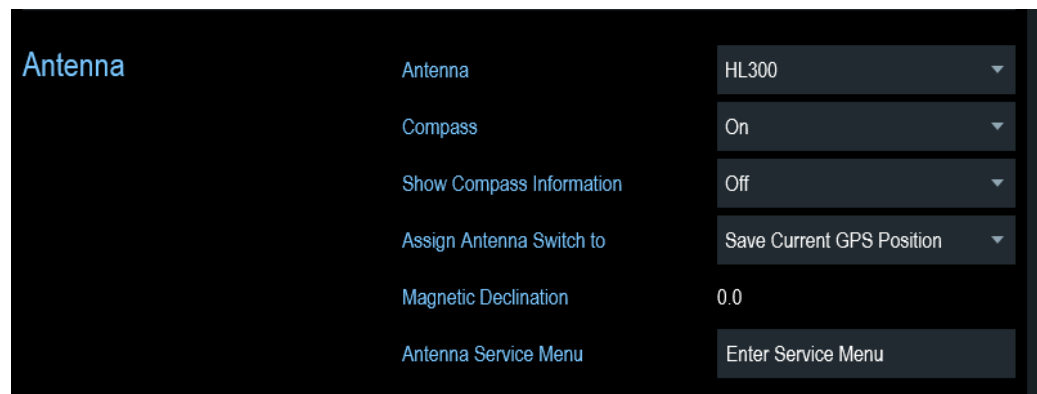 Antenna
Antenna HL300
Compass On
Show Compass Information Off
Assign Antenna Switch to Save Current GPS Position
Magnetic Declination 0.0
Antenna Service Menu Enter Service Menu